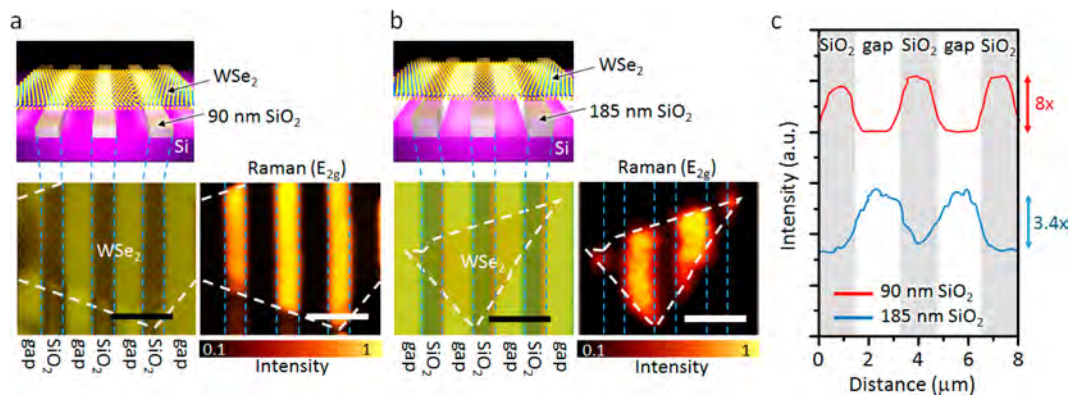 a
WSe2
90 nm SiO2
Si
Raman (E2g)
WSe2
gap
SiO2
gap
SiO2
gap
SiO2
gap
0.1
1
Intensity
b
WSe2
185 nm SiO2
Si
Raman (E2g)
WSe2
gap
SiO2
gap
SiO2
gap
SiO2
gap
0.1
1
Intensity
c
SiO2 gap SiO2 gap SiO2
8x
3.4x
Intensity (a.u.)
90 nm SiO2
185 nm SiO2
0 2 4 6 8
Distance (μm)